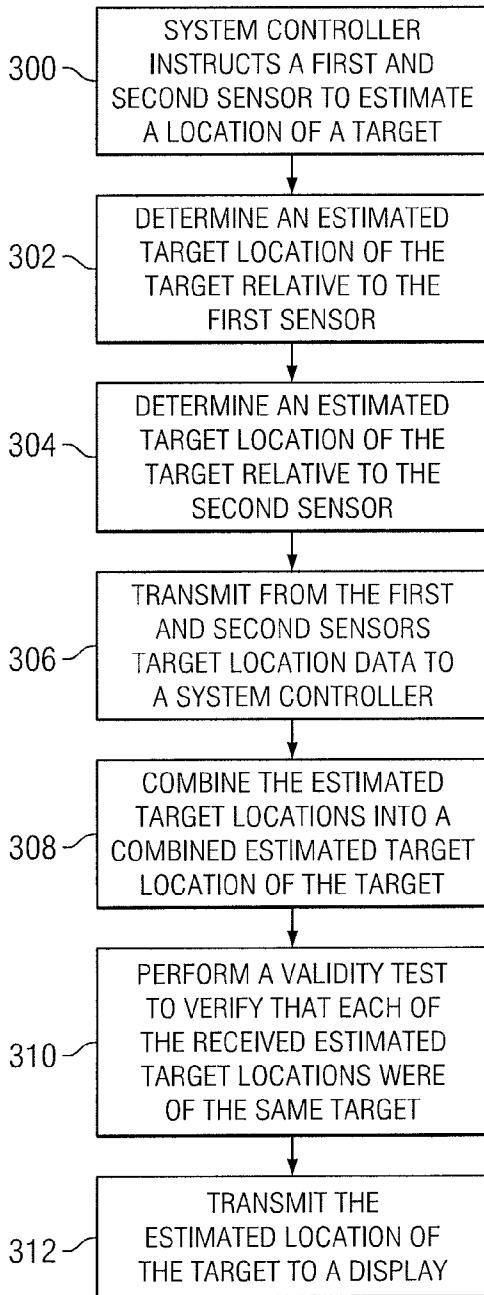 300
SYSTEM CONTROLLER
INSTRUCTS A FIRST AND
SECOND SENSOR TO ESTIMATE
A LOCATION OF A TARGET
302
DETERMINE AN ESTIMATED
TARGET LOCATION OF THE
TARGET RELATIVE TO THE
FIRST SENSOR
304
DETERMINE AN ESTIMATED
TARGET LOCATION OF THE
TARGET RELATIVE TO THE
SECOND SENSOR
306
TRANSMIT FROM THE FIRST
AND SECOND SENSORS
TARGET LOCATION DATA TO
A SYSTEM CONTROLLER
308
COMBINE THE ESTIMATED
TARGET LOCATIONS INTO A
COMBINED ESTIMATED TARGET
LOCATION OF THE TARGET
310
PERFORM A VALIDITY TEST
TO VERIFY THAT EACH OF
THE RECEIVED ESTIMATED
TARGET LOCATIONS WERE
OF THE SAME TARGET
312
TRANSMIT THE
ESTIMATED LOCATION OF
THE TARGET TO A DISPLAY